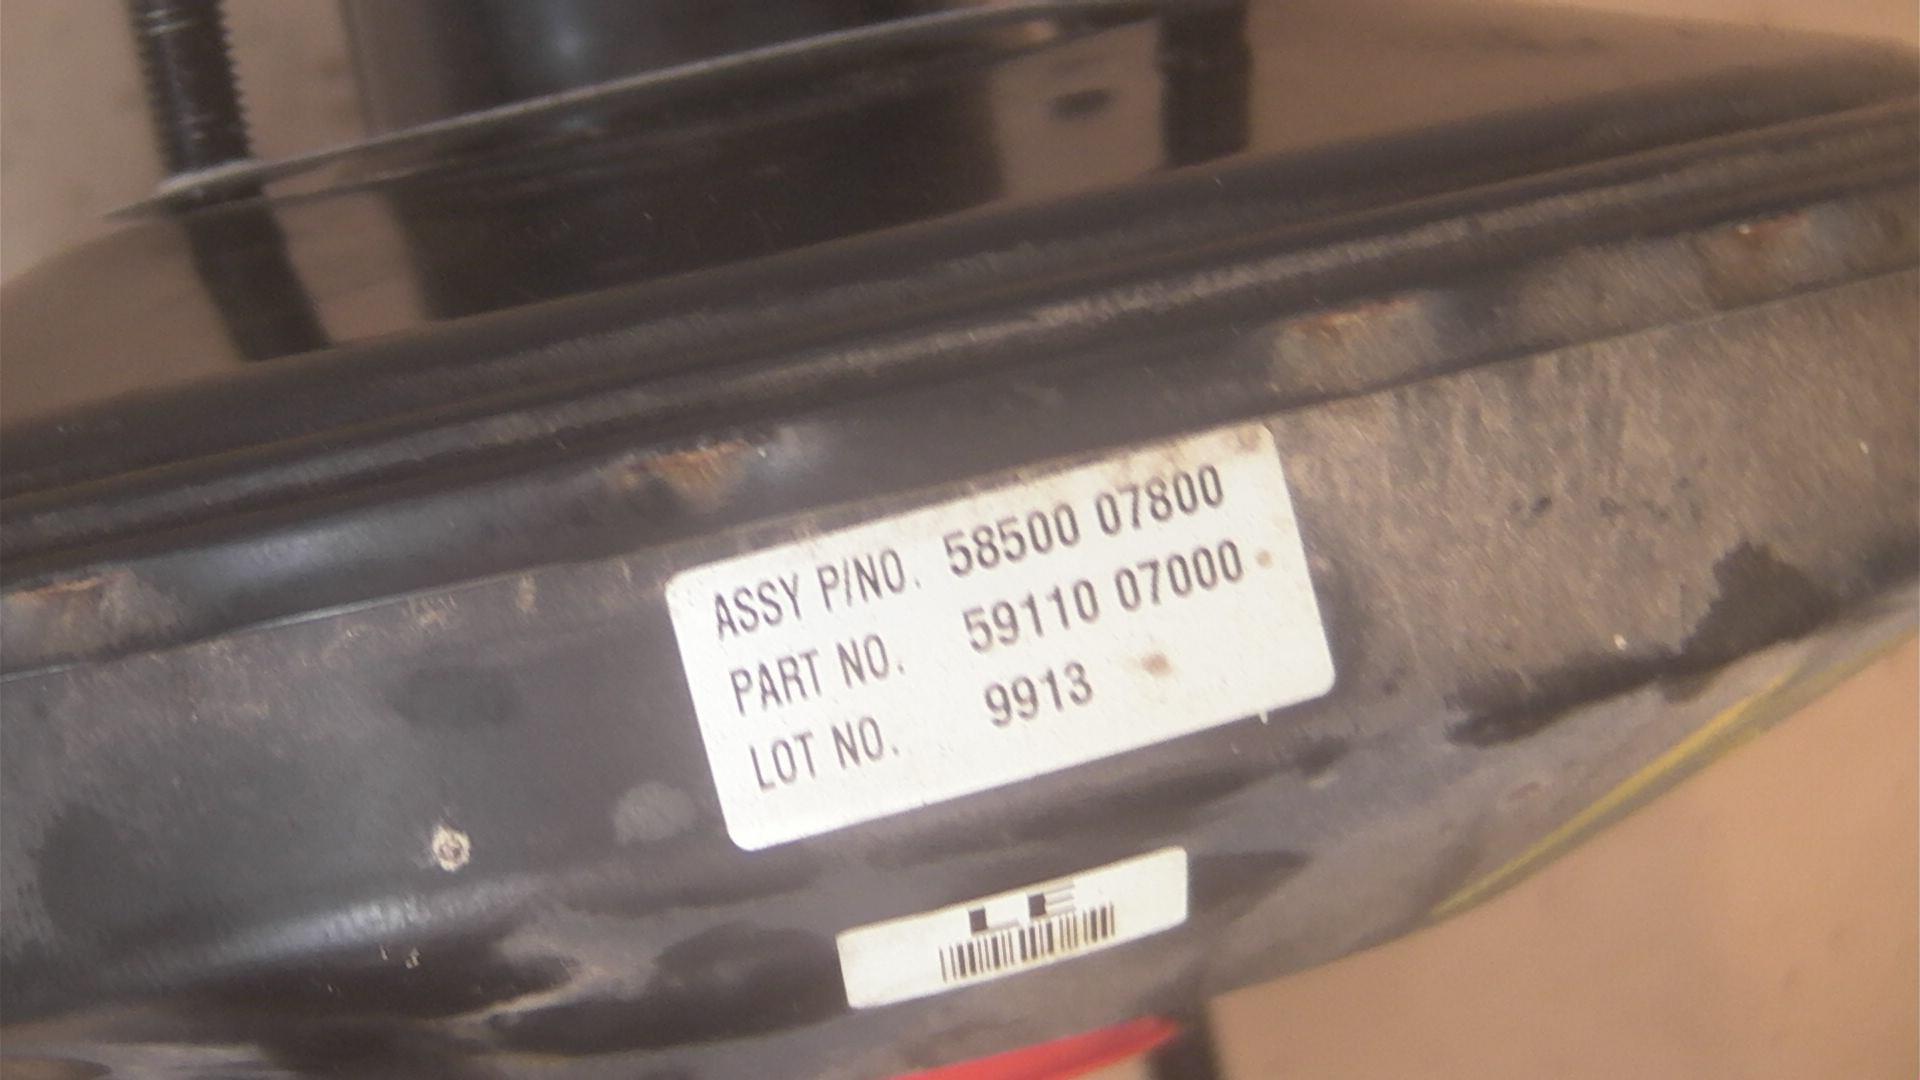 ASSY P/NO. 58500 07800
PART NO. 59110 07000
LOT NO. 9913
LE